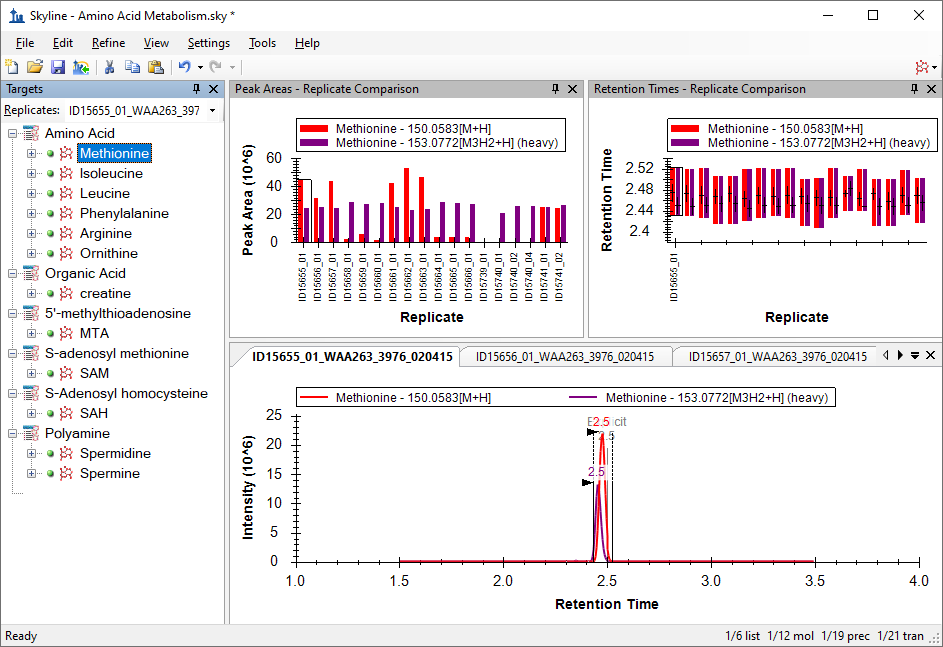 Skyline - Amino Acid Metabolism.sky *
File Edit Refine View Settings Tools Help
Targets
Replicates: ID15655_01_WAA263_397
Amino Acid
Methionine
Isoleucine
Leucine
Phenylalanine
Arginine
Ornithine
Organic Acid
creatine
5'-methylthioadenosine
MTA
S-adenosyl methionine
SAM
S-Adenosyl homocysteine
SAH
Polyamine
Spermidine
Spermine
Peak Areas - Replicate Comparison
Methionine - 150.0583[M+H]
Methionine - 153.0772[M3H2+H] (heavy)
Peak Area (10^6)
60
40
20
0
ID15655_01
ID15656_01
ID15657_01
ID15658_01
ID15659_01
ID15660_01
ID15661_01
ID15662_01
ID15663_01
ID15664_01
ID15665_01
ID15666_01
ID15739_01
ID15740_01
ID15740_02
ID15740_04
ID15741_01
ID15741_02
Replicate
Retention Times - Replicate Comparison
Methionine - 150.0583[M+H]
Methionine - 153.0772[M3H2+H] (heavy)
Retention Time
2.52
2.48
2.44
2.4
ID15655_01
Replicate
ID15655_01_WAA263_3976_020415
ID15656_01_WAA263_3976_020415
ID15657_01_WAA263_3976_020415
Methionine - 150.0583[M+H]
Methionine - 153.0772[M3H2+H] (heavy)
Intensity (10^6)
25
20
15
10
5
0
2.5
2.5
2.5
1.0 1.5 2.0 2.5 3.0 3.5 4.0
Retention Time
Ready
1/6 list 1/12 mol 1/19 prec 1/21 tran